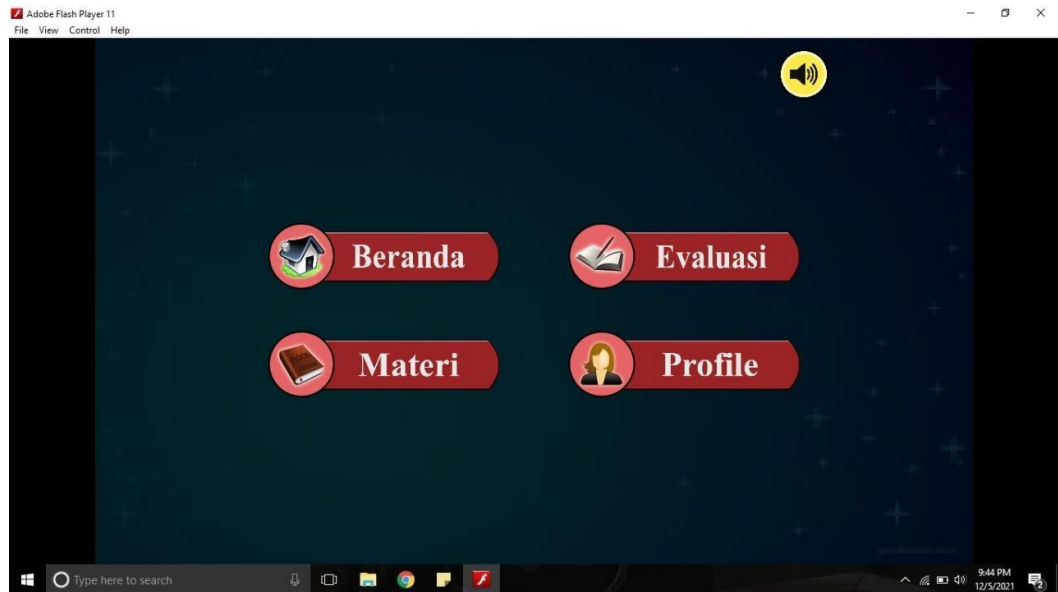 Adobe Flash Player 11
File View Control Help
Beranda
Evaluasi
Materi
Profile
Type here to search
9:44 PM
12/5/2021
2